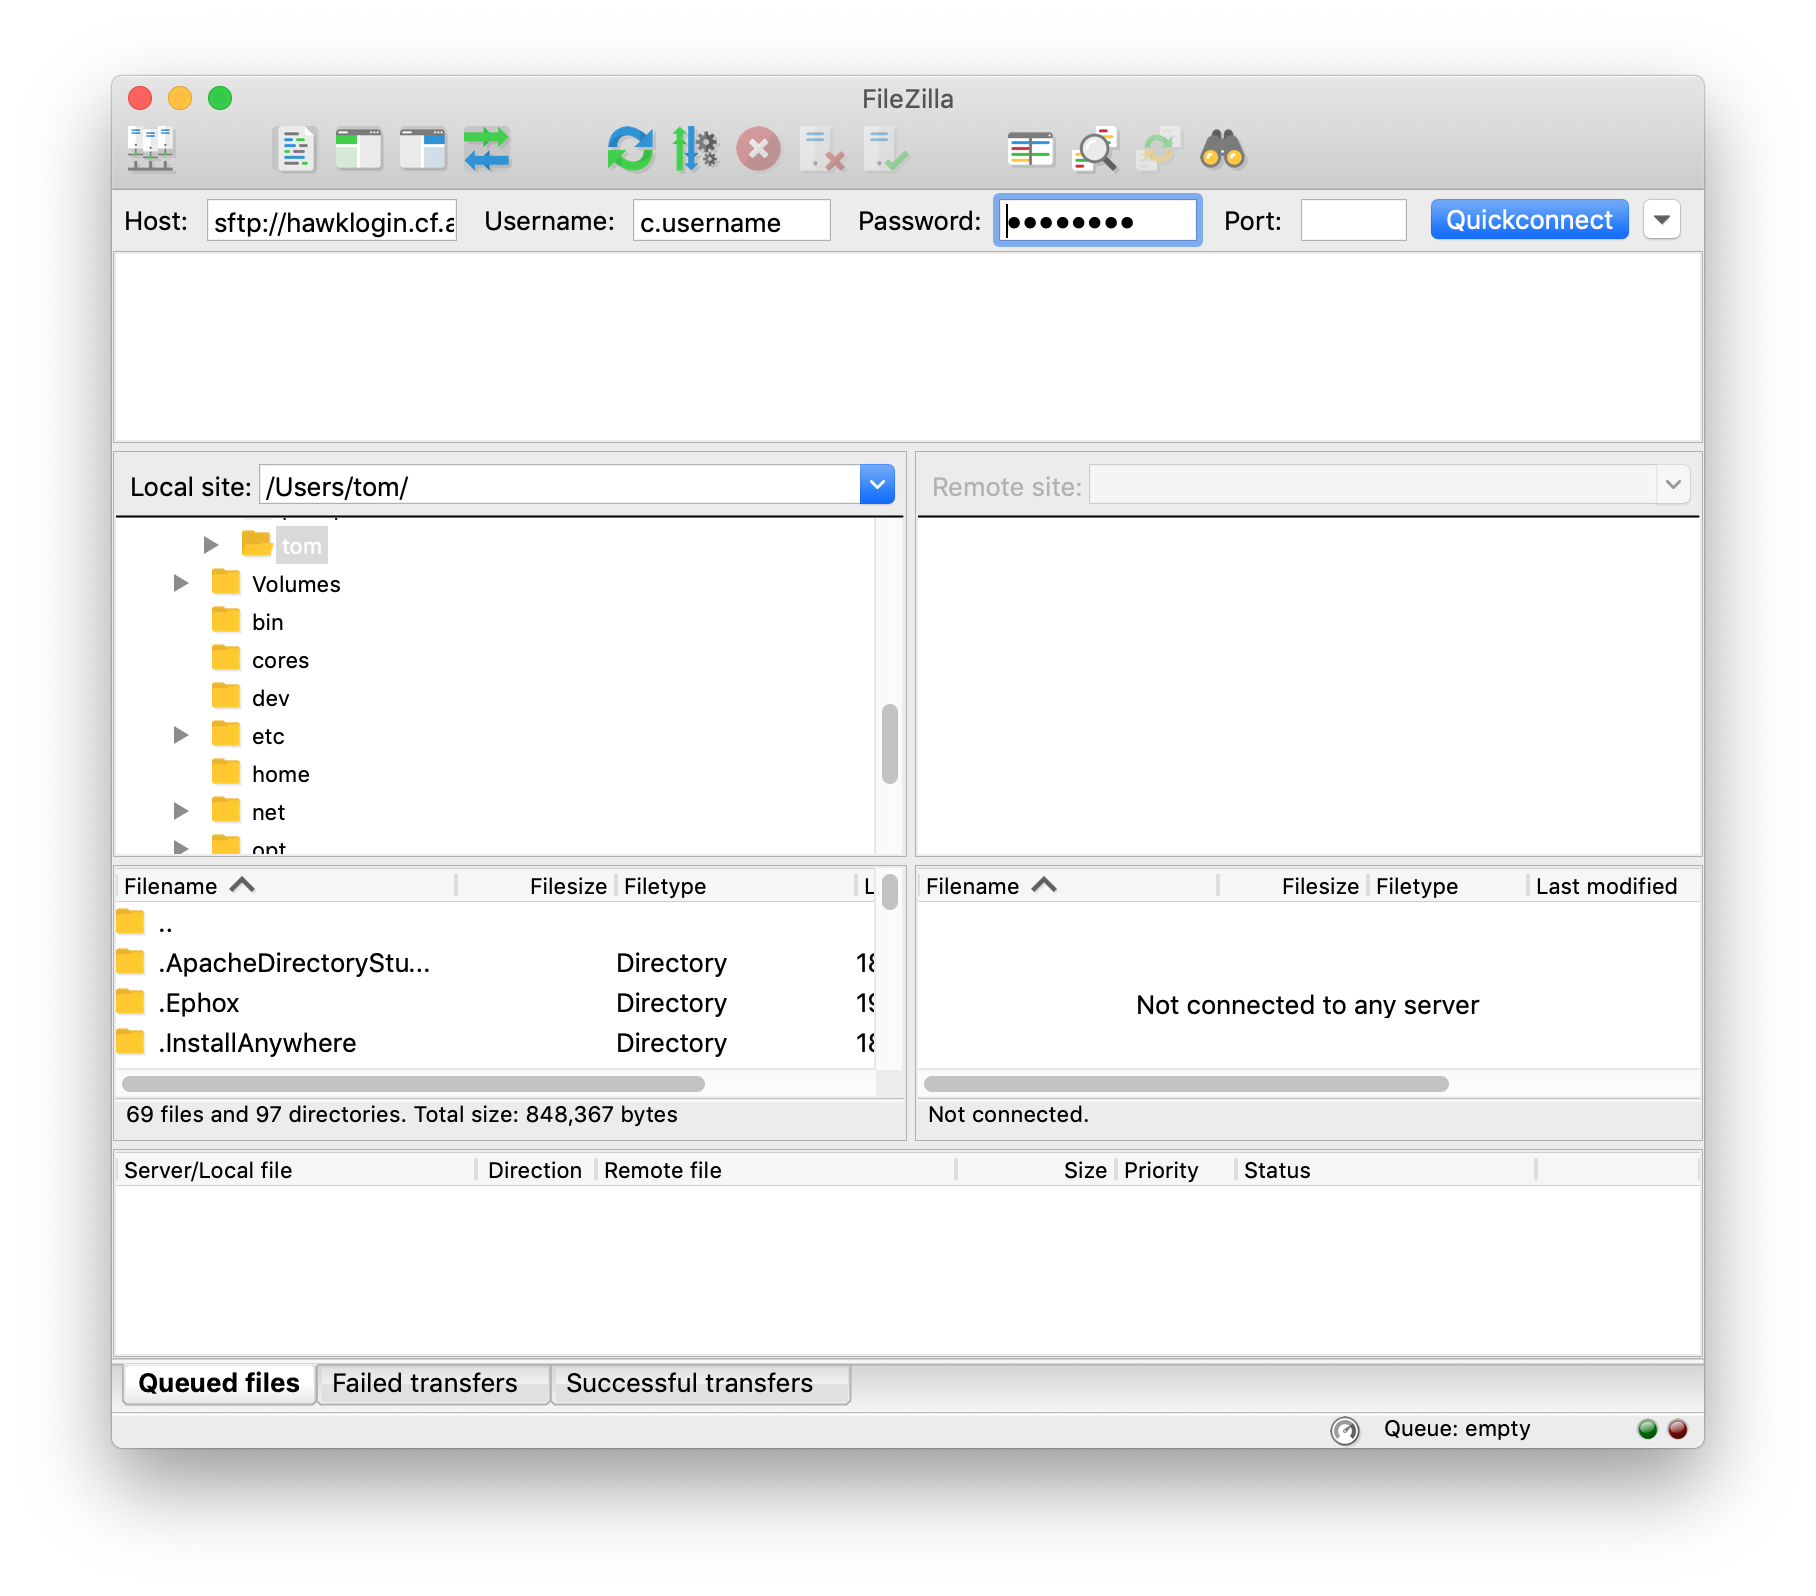 FileZilla
Host: sftp://hawklogin.cf.a Username: c.username Password: •••••••• Port: Quickconnect
Local site: /Users/tom/
Remote site:
tom
Volumes
bin
cores
dev
etc
home
net
opt
Filename Filesize Filetype L
..
.ApacheDirectoryStu... Directory 18
.Ephox Directory 19
.InstallAnywhere Directory 18
69 files and 97 directories. Total size: 848,367 bytes
Filename Filesize Filetype Last modified
Not connected to any server
Not connected.
Server/Local file Direction Remote file Size Priority Status
Queued files Failed transfers Successful transfers
Queue: empty